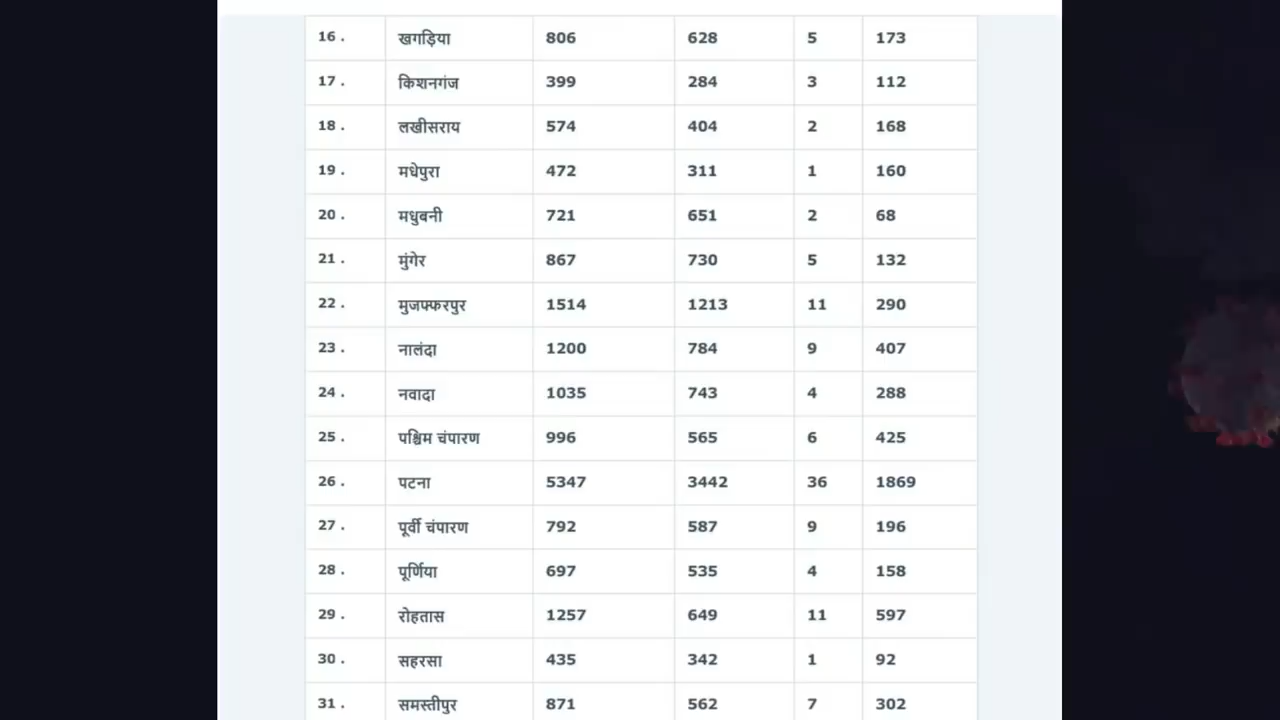 16 . खगड़िया 806 628 5 173
17 . किशनगंज 399 284 3 112
18 . लखीसराय 574 404 2 168
19 . मधेपुरा 472 311 1 160
20 . मधुबनी 721 651 2 68
21 . मुंगेर 867 730 5 132
22 . मुजफ्फरपुर 1514 1213 11 290
23 . नालंदा 1200 784 9 407
24 . नवादा 1035 743 4 288
25 . पश्चिम चंपारण 996 565 6 425
26 . पटना 5347 3442 36 1869
27 . पूर्वी चंपारण 792 587 9 196
28 . पूर्णिया 697 535 4 158
29 . रोहतास 1257 649 11 597
30 . सहरसा 435 342 1 92
31 . समस्तीपुर 871 562 7 302